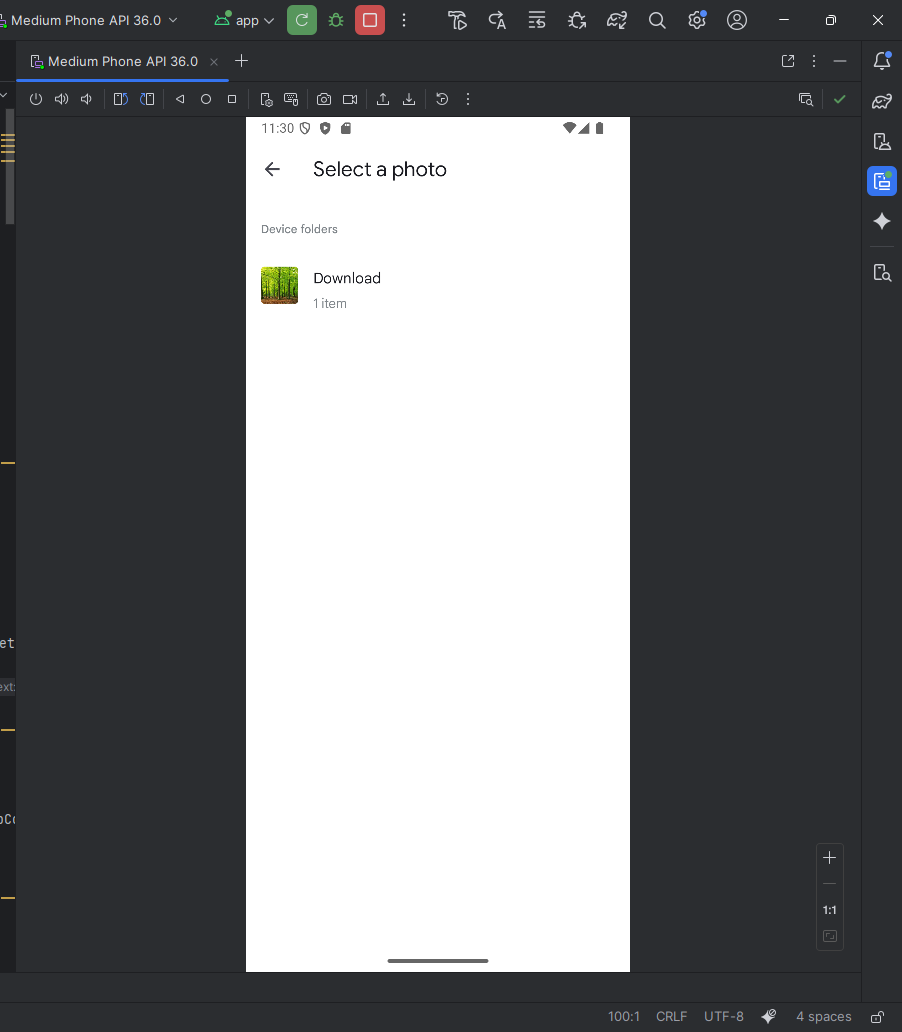 Medium Phone API 36.0
app
Medium Phone API 36.0
11:30
Select a photo
Device folders
Download
1 item
et
ext:
1:1
100:1 CRLF UTF-8 4 spaces